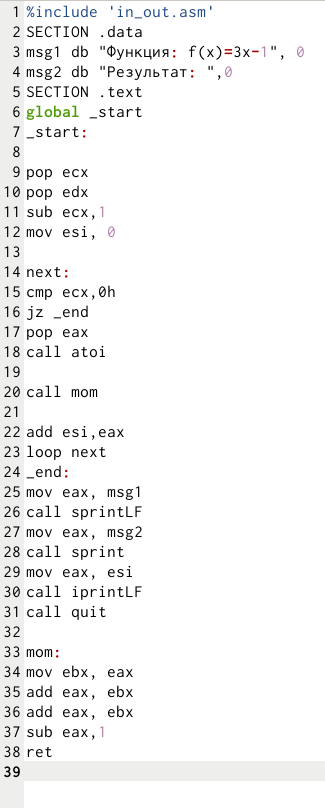 1 %include 'in_out.asm'
2 SECTION .data
3 msg1 db "Функция: f(x)=3x-1", 0
4 msg2 db "Результат: ",0
5 SECTION .text
6 global _start
7 _start:
8
9 pop ecx
10 pop edx
11 sub ecx,1
12 mov esi, 0
13
14 next:
15 cmp ecx,0h
16 jz _end
17 pop eax
18 call atoi
19
20 call mom
21
22 add esi,eax
23 loop next
24 _end:
25 mov eax, msg1
26 call sprintLF
27 mov eax, msg2
28 call sprint
29 mov eax, esi
30 call iprintLF
31 call quit
32
33 mom:
34 mov ebx, eax
35 add eax, ebx
36 add eax, ebx
37 sub eax,1
38 ret
39